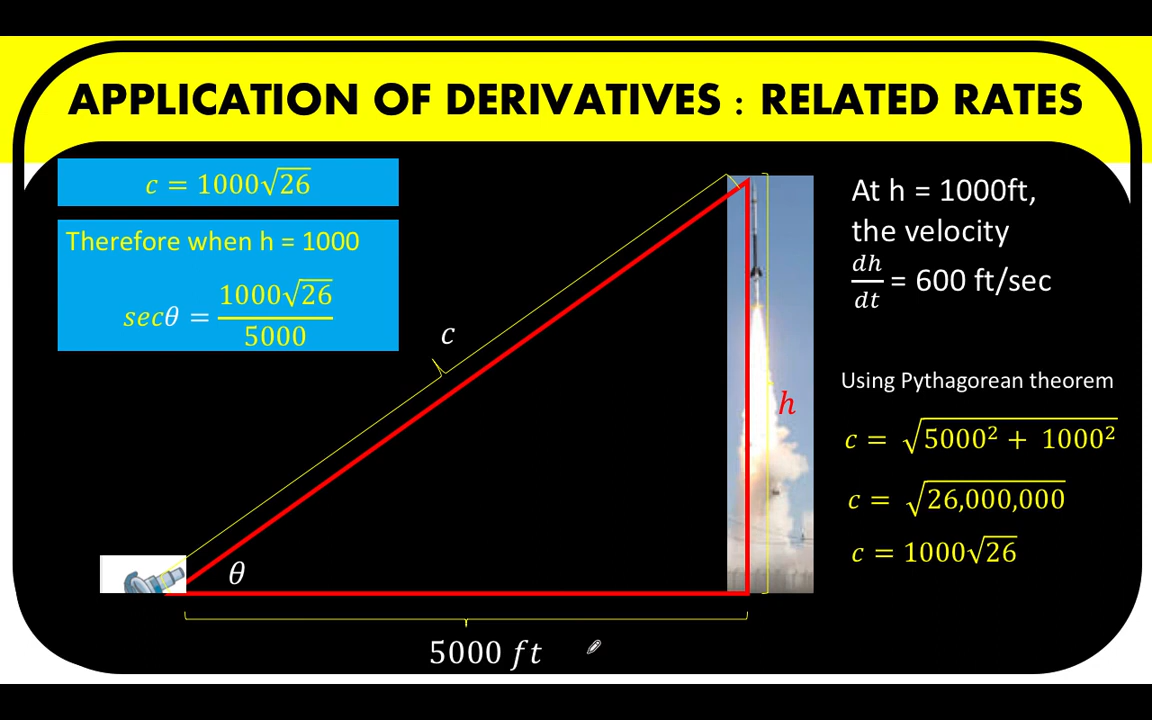 APPLICATION OF DERIVATIVES : RELATED RATES
c = 1000√26
Therefore when h = 1000
secθ = 1000√26 / 5000
c
θ
5000 ft
h
At h = 1000ft,
the velocity
dh/dt = 600 ft/sec
Using Pythagorean theorem
c = √5000² + 1000²
c = √26,000,000
c = 1000√26